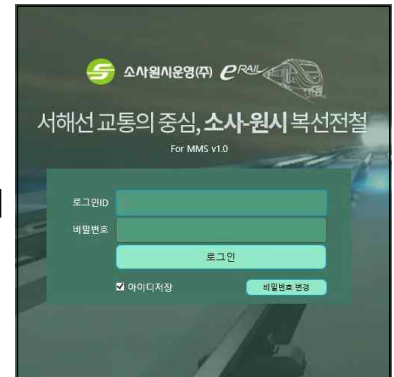 소사원시운영(주) eRAIL
서해선 교통의 중심, 소사-원시 복선전철
For MMS v1.0
로그인ID
비밀번호
로그인
아이디저장 비밀번호 변경